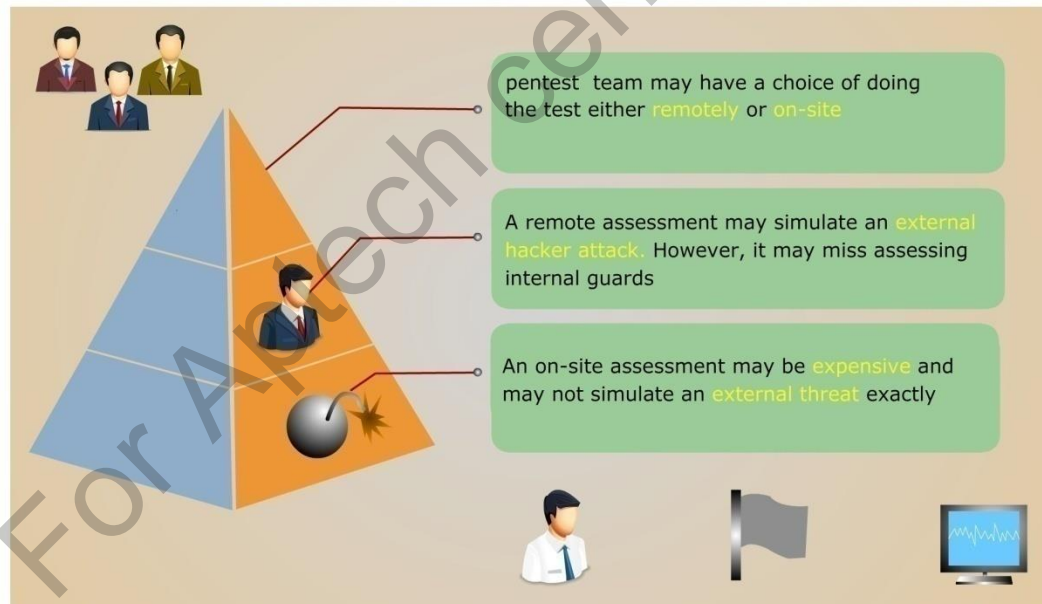 pentest team may have a choice of doing
the test either remotely or on-site
A remote assessment may simulate an external
hacker attack. However, it may miss assessing
internal guards
An on-site assessment may be expensive and
may not simulate an external threat exactly
For Aptech